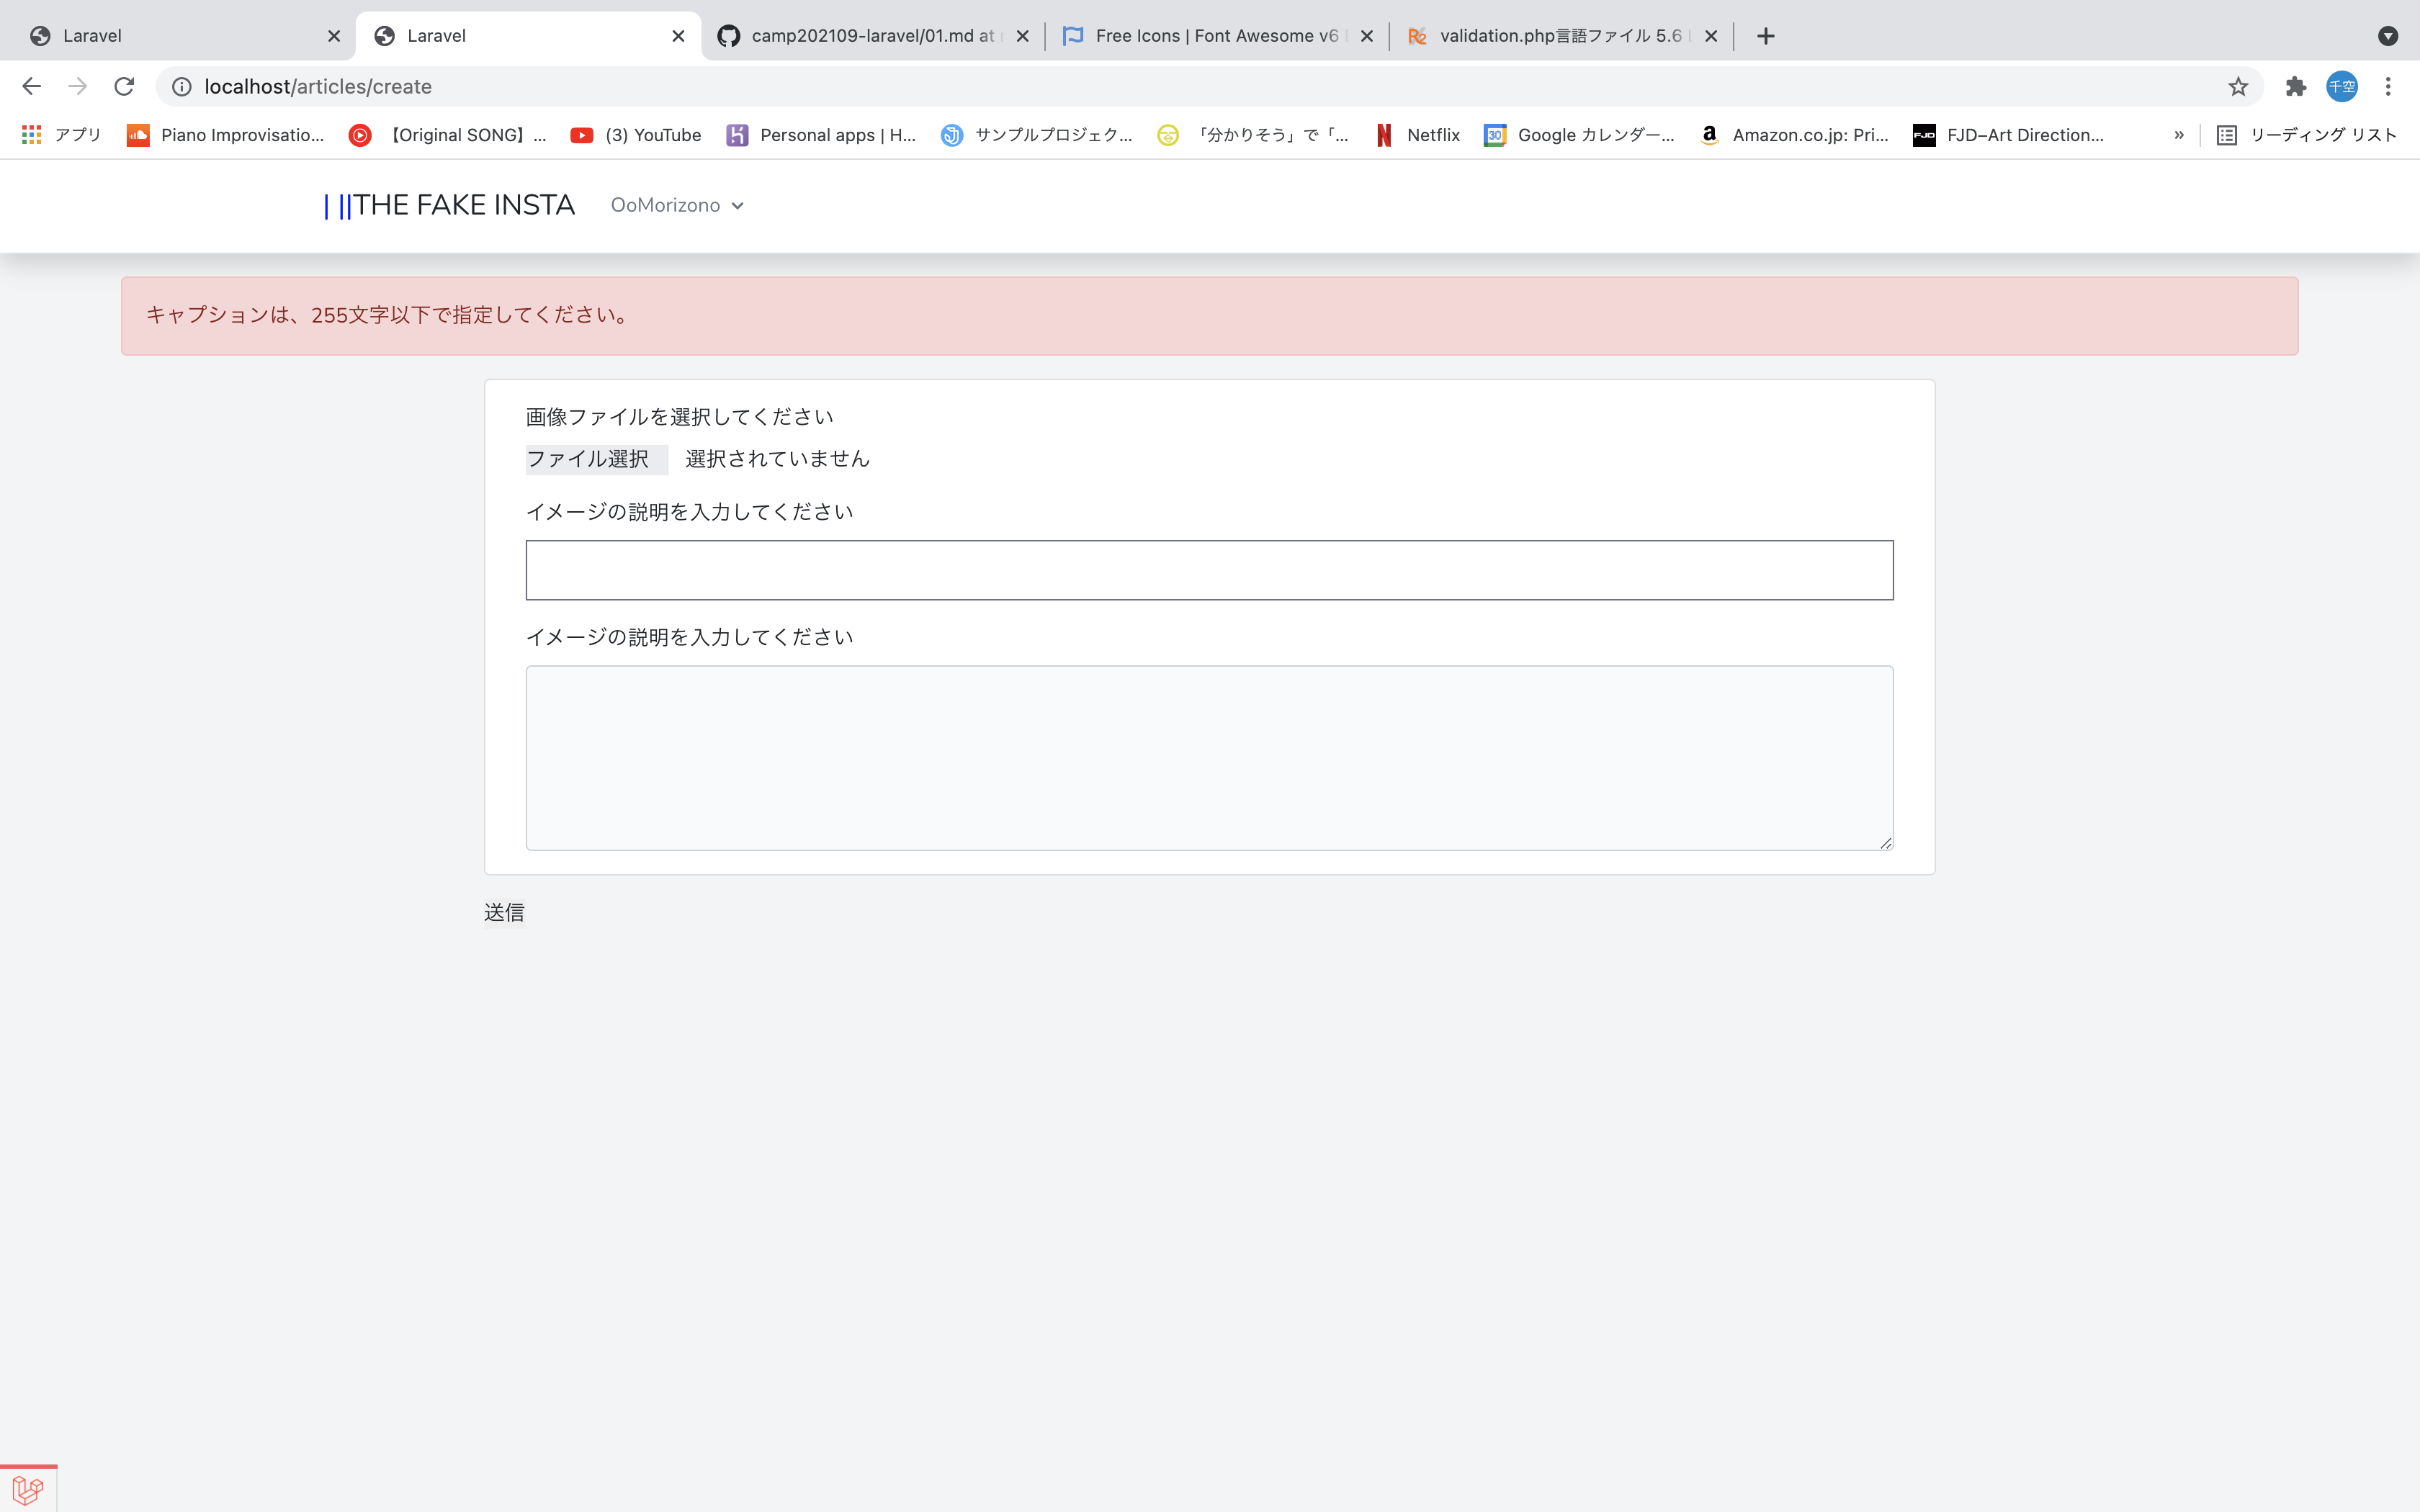 Laravel
Laravel
camp202109-laravel/01.md at
Free Icons | Font Awesome v6
validation.php言語ファイル 5.6
localhost/articles/create
千空
アプリ
Piano Improvisatio...
【Original SONG】...
(3) YouTube
Personal apps | H...
サンプルプロジェク...
「分かりそう」で「...
Netflix
30
Google カレンダー...
Amazon.co.jp: Pri...
FJD
FJD–Art Direction...
»
リーディング リスト
THE FAKE INSTA
OoMorizono
キャプションは、255文字以下で指定してください。
画像ファイルを選択してください
ファイル選択 選択されていません
イメージの説明を入力してください
イメージの説明を入力してください
送信